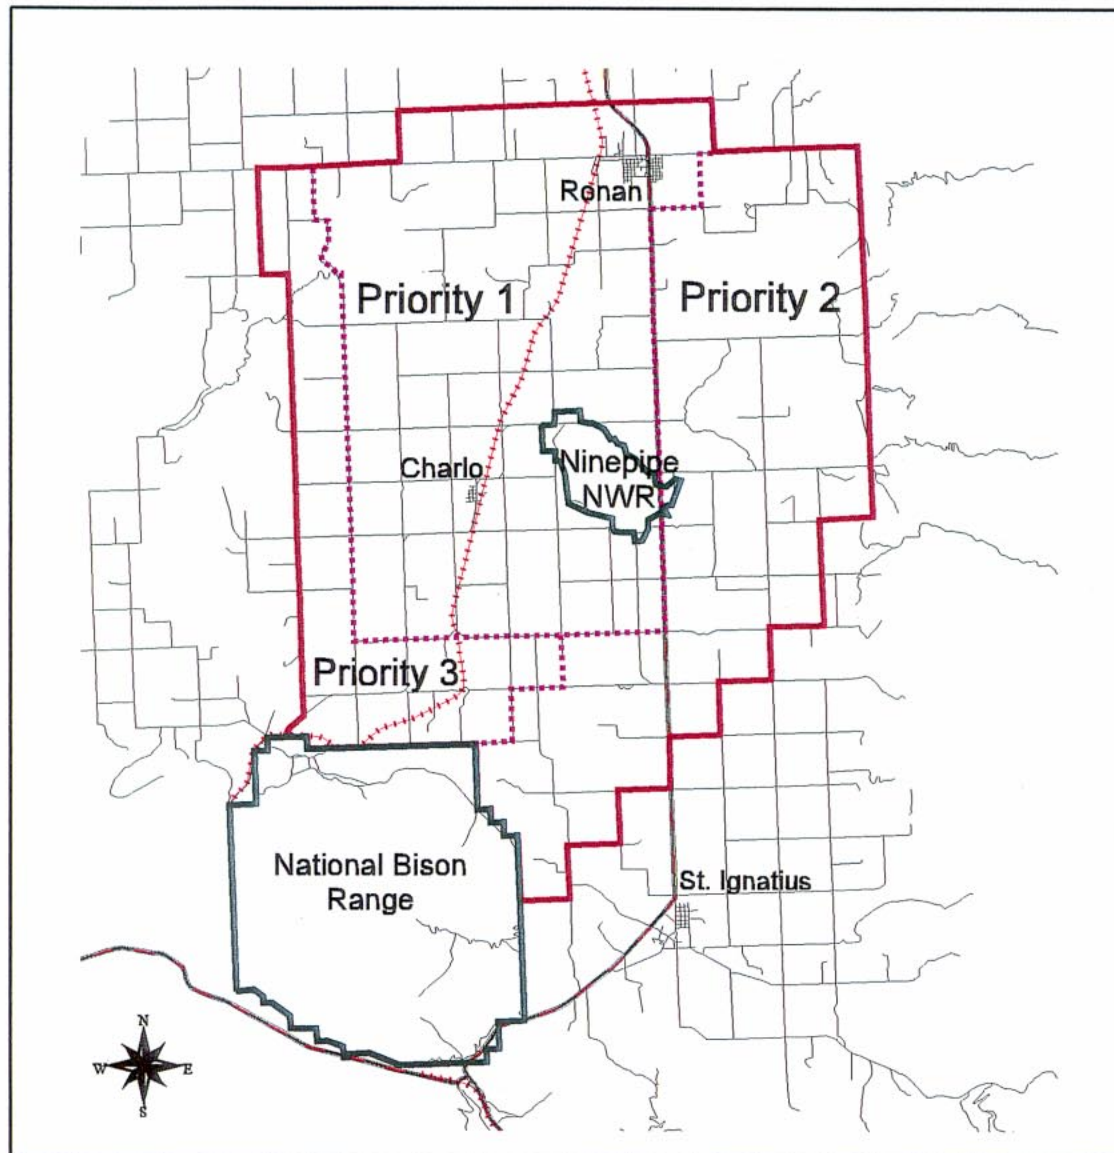 Ronan
Priority 1
Priority 2
Charlo
Ninepipe
NWR
Priority 3
National Bison
Range
St. Ignatius
N
W
E
S